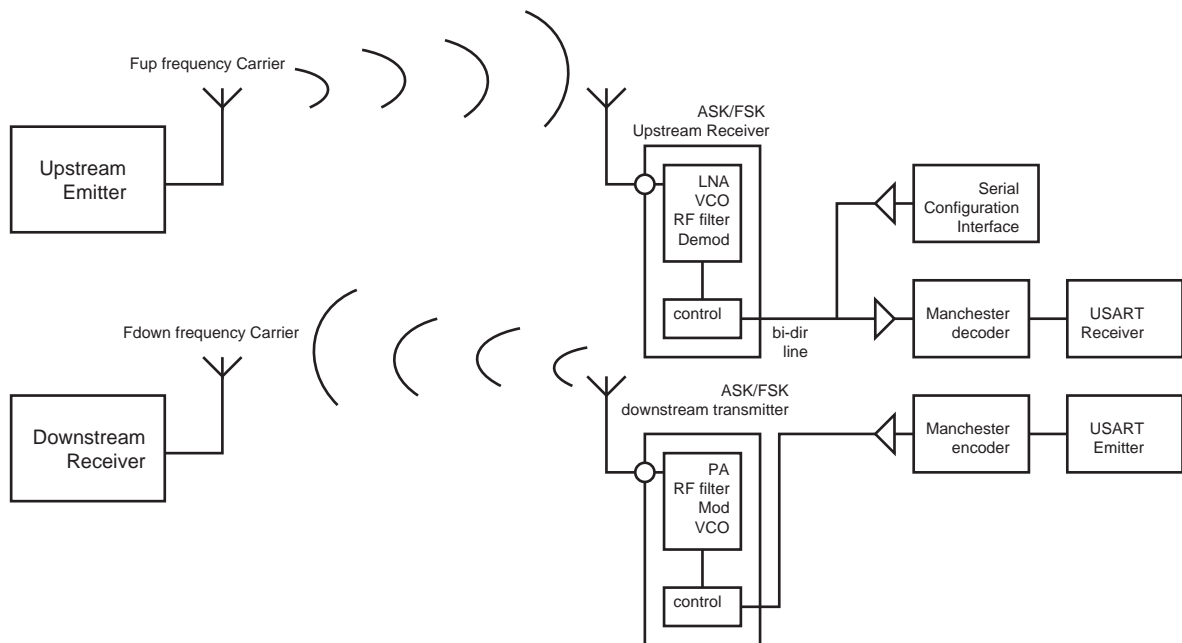 Fup frequency Carrier
Upstream
Emitter
ASK/FSK
Upstream Receiver
LNA
VCO
RF filter
Demod
control
bi-dir
line
Serial
Configuration
Interface
Manchester
decoder
USART
Receiver
Fdown frequency Carrier
Downstream
Receiver
ASK/FSK
downstream transmitter
PA
RF filter
Mod
VCO
control
Manchester
encoder
USART
Emitter